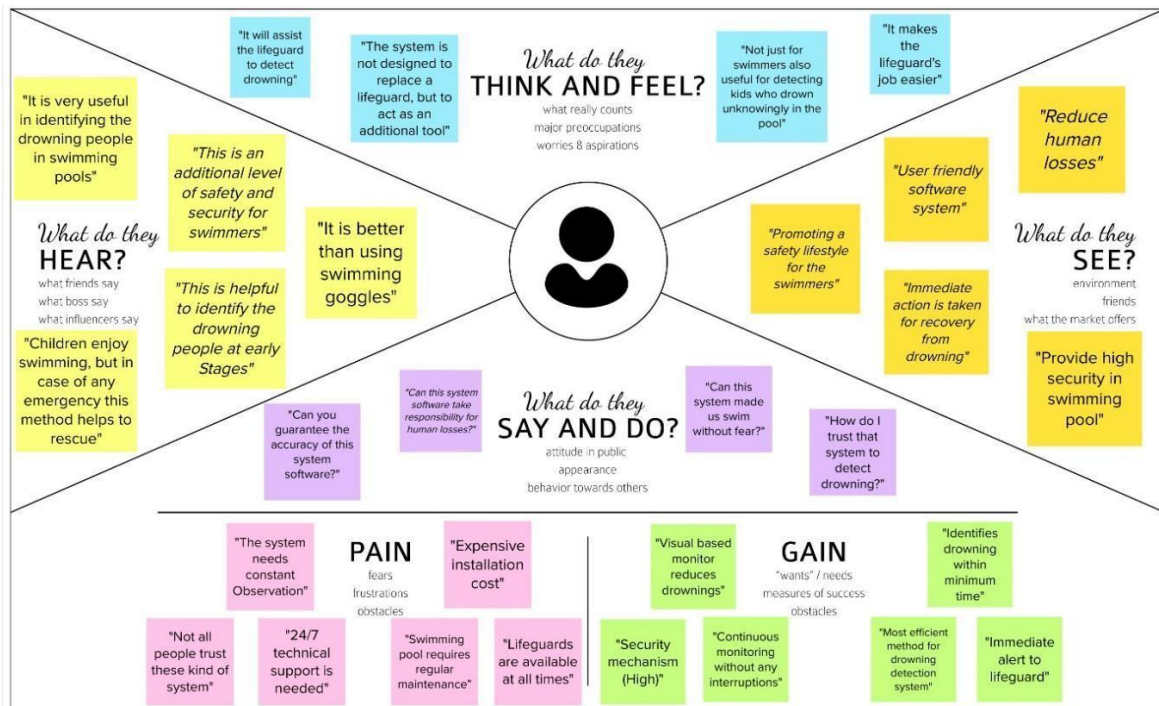 What do they
THINK AND FEEL?
what really counts
major preoccupations
worries & aspirations
"It will assist
the lifeguard
to detect
drowning"
"The system is
not designed to
replace a
lifeguard, but to
act as an
additional tool"
"Not just for
swimmers also
useful for detecting
kids who drown
unknowingly in the
pool"
"It makes
the
lifeguard's
job easier"
What do they
HEAR?
what friends say
what boss say
what influencers say
"It is very useful
in identifying the
drowning people
in swimming
pools"
"This is an
additional level
of safety and
security for
swimmers"
"It is better
than using
swimming
goggles"
"This is helpful
to identify the
drowning
people at early
Stages"
"Children enjoy
swimming, but in
case of any
emergency this
method helps to
rescue"
What do they
SEE?
environment
friends
what the market offers
"Reduce
human
losses"
"User friendly
software
system"
"Promoting a
safety lifestyle
for the
swimmers"
"Immediate
action is taken
for recovery
from
drowning"
"Provide high
security in
swimming
pool"
What do they
SAY AND DO?
attitude in public
appearance
behavior towards others
"Can you
guarantee the
accuracy of this
system
software?"
"Can this system
software take
responsibility for
human losses?"
"Can this
system made
us swim
without fear?"
"How do I
trust that
system to
detect
drowning?"
PAIN
fears
frustrations
obstacles
"The system
needs
constant
Observation"
"Expensive
installation
cost"
"Not all
people trust
these kind of
system"
"24/7
technical
support is
needed"
"Swimming
pool requires
regular
maintenance"
"Lifeguards
are available
at all times"
GAIN
"wants" / needs
measures of success
obstacles
"Visual based
monitor
reduces
drownings"
"Identifies
drowning
within
minimum
time"
"Security
mechanism
(High)"
"Continuous
monitoring
without any
interruptions"
"Most efficient
method for
drowning
detection
system"
"Immediate
alert to
lifeguard"